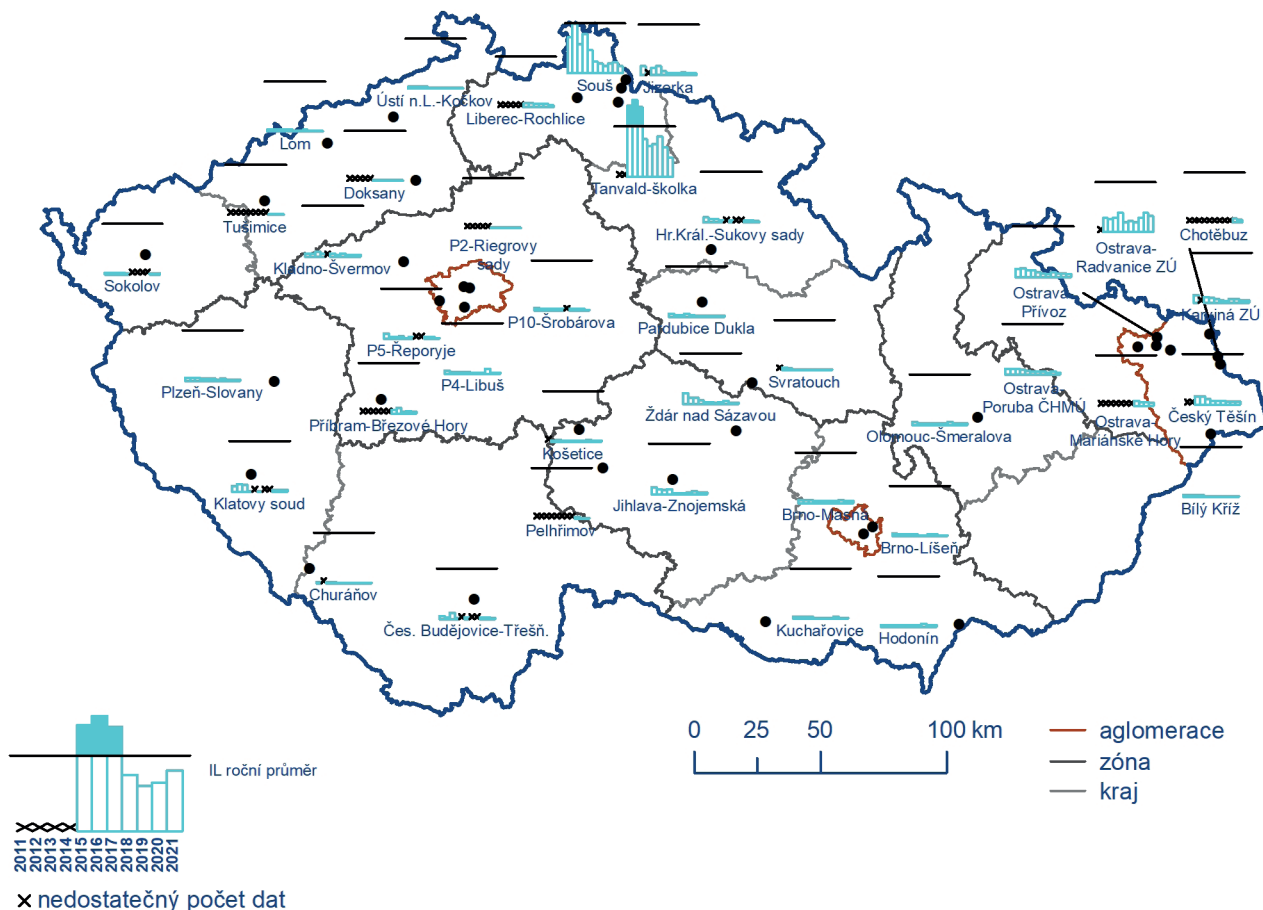 Souš
Jizerka
Ústí n.L.-Kočkov
Liberec-Rochlice
Lom
Doksany
Tanvald-školka
Tušimice
P2-Riegrovy
sady
Hr.Král.-Sukovy sady
Ostrava-
Radvanice ZÚ
Chotěbuz
Kladno-Švermov
Sokolov
Ostrava
Přívoz
Karviná ZÚ
P10-Šrobárova
Pardubice Dukla
P5-Řeporyje
P4-Libuš
Svratouch
Plzeň-Slovany
Ždár nad Sázavou
Ostrava-
Poruba ČHMÚ
Příbram-Březové Hory
Olomouc-Šmeralova
Ostrava-
Mariánské Hory
Český Těšín
Košetice
Klatovy soud
Jihlava-Znojemská
Brno-Masná
Bílý Kříž
Pelhřimov
Brno-Líšeň
Churáňov
Čes. Budějovice-Třešň.
Kuchařovice
Hodonín
IL roční průměr
2011
2012
2013
2014
2015
2016
2017
2018
2019
2020
2021
nedostatečný počet dat
0 25 50 100 km
aglomerace
zóna
kraj